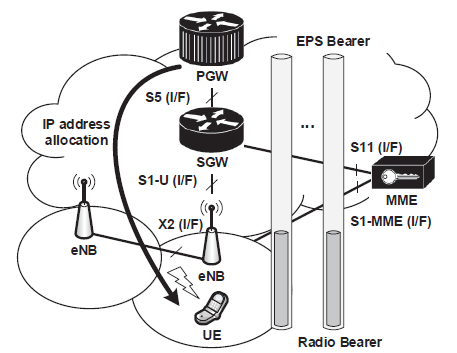 EPS Bearer
PGW
S5 (I/F)
IP address
allocation
...
SGW
S11 (I/F)
S1-U (I/F)
MME
X2 (I/F)
S1-MME (I/F)
eNB
eNB
UE
Radio Bearer